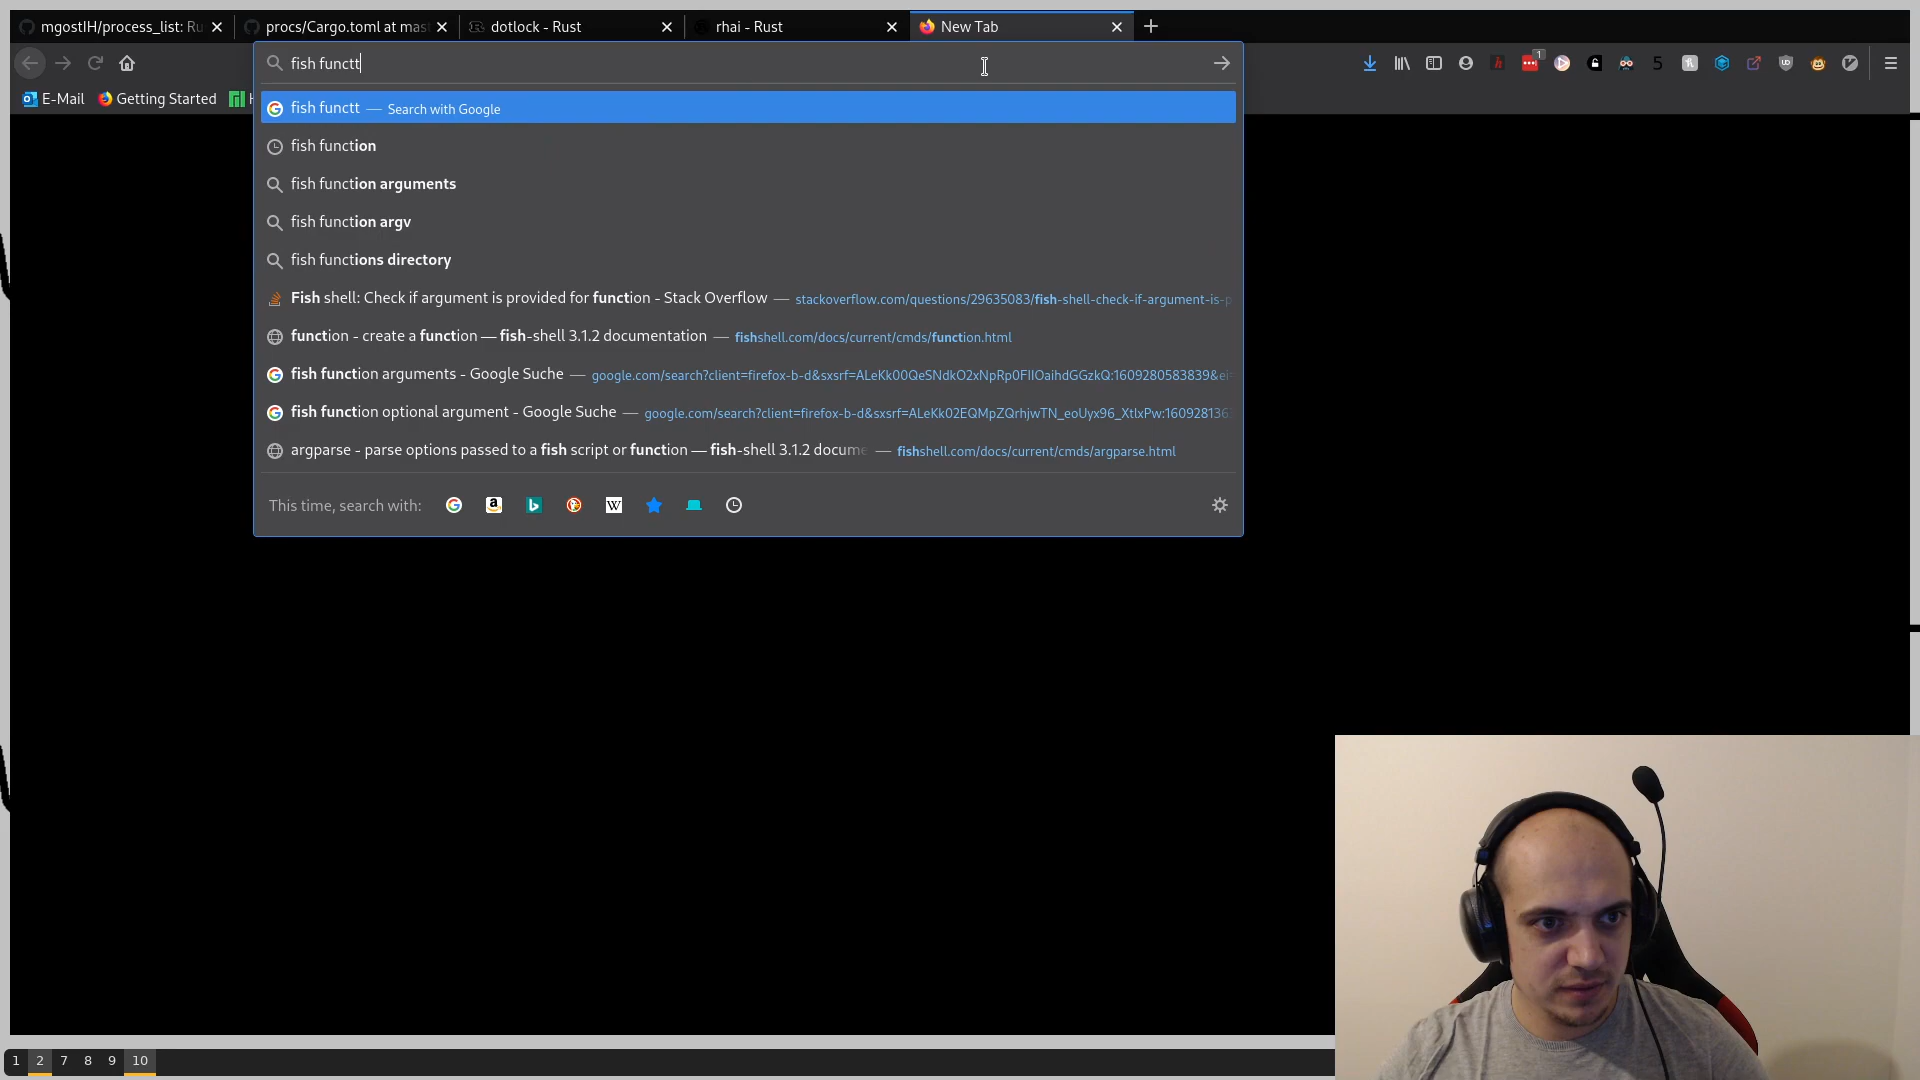 mgostIH/process_list: Ru
procs/Cargo.toml at mast
dotlock - Rust
rhai - Rust
New Tab
fish functt
1
E-Mail
Getting Started
fish functt — Search with Google
fish function
fish function arguments
fish function argv
fish functions directory
Fish shell: Check if argument is provided for function - Stack Overflow — stackoverflow.com/questions/29635083/fish-shell-check-if-argument-is-p
function - create a function — fish-shell 3.1.2 documentation — fishshell.com/docs/current/cmds/function.html
fish function arguments - Google Suche — google.com/search?client=firefox-b-d&sxsrf=ALeKk00QeSNdkO2xNpRp0FIIOaihdGGzkQ:1609280583839&ei=
fish function optional argument - Google Suche — google.com/search?client=firefox-b-d&sxsrf=ALeKk02EQMpZQrhjwTN_eoUyx96_XtlxPw:160928136
argparse - parse options passed to a fish script or function — fish-shell 3.1.2 docume — fishshell.com/docs/current/cmds/argparse.html
This time, search with:
1 2 7 8 9 10